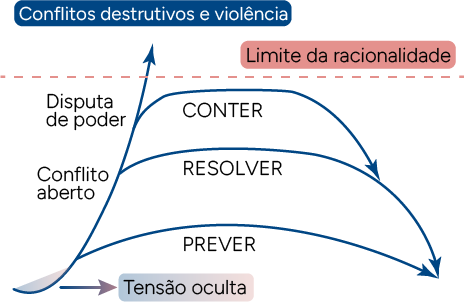 Conflitos destrutivos e violência
Limite da racionalidade
Disputa
de poder
CONTER
Conflito
aberto
RESOLVER
PREVER
Tensão oculta